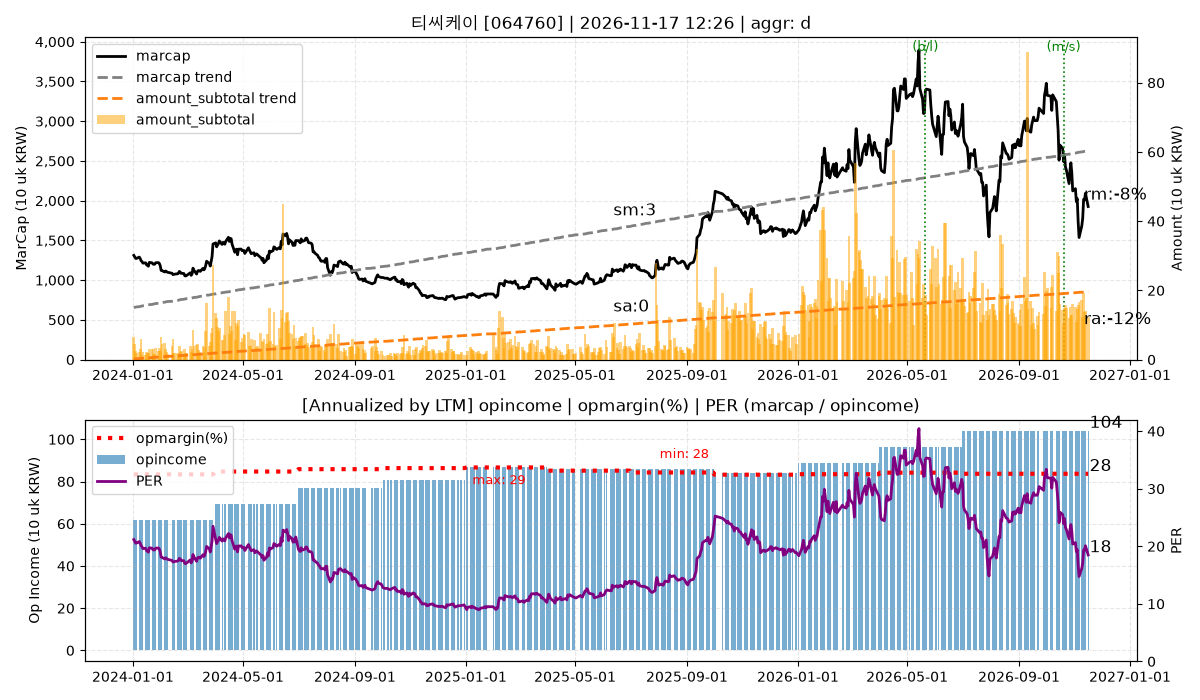 티씨케이 [064760] | 2026-11-17 12:26 | aggr: d
marcap
marcap trend
amount_subtotal trend
amount_subtotal
(b/l)
(m/s)
sm:3
sa:0
rm:-8%
ra:-12%
MarCap (10 uk KRW)
4,000
3,500
3,000
2,500
2,000
1,500
1,000
500
0
Amount (10 uk KRW)
80
60
40
20
0
2024-01-01
2024-05-01
2024-09-01
2025-01-01
2025-05-01
2025-09-01
2026-01-01
2026-05-01
2026-09-01
2027-01-01
[Annualized by LTM] opincome | opmargin(%) | PER (marcap / opincome)
opmargin(%)
opincome
PER
max: 29
min: 28
104
28
18
Op Income (10 uk KRW)
100
80
60
40
20
0
PER
40
30
20
10
0
2024-01-01
2024-05-01
2024-09-01
2025-01-01
2025-05-01
2025-09-01
2026-01-01
2026-05-01
2026-09-01
2027-01-01